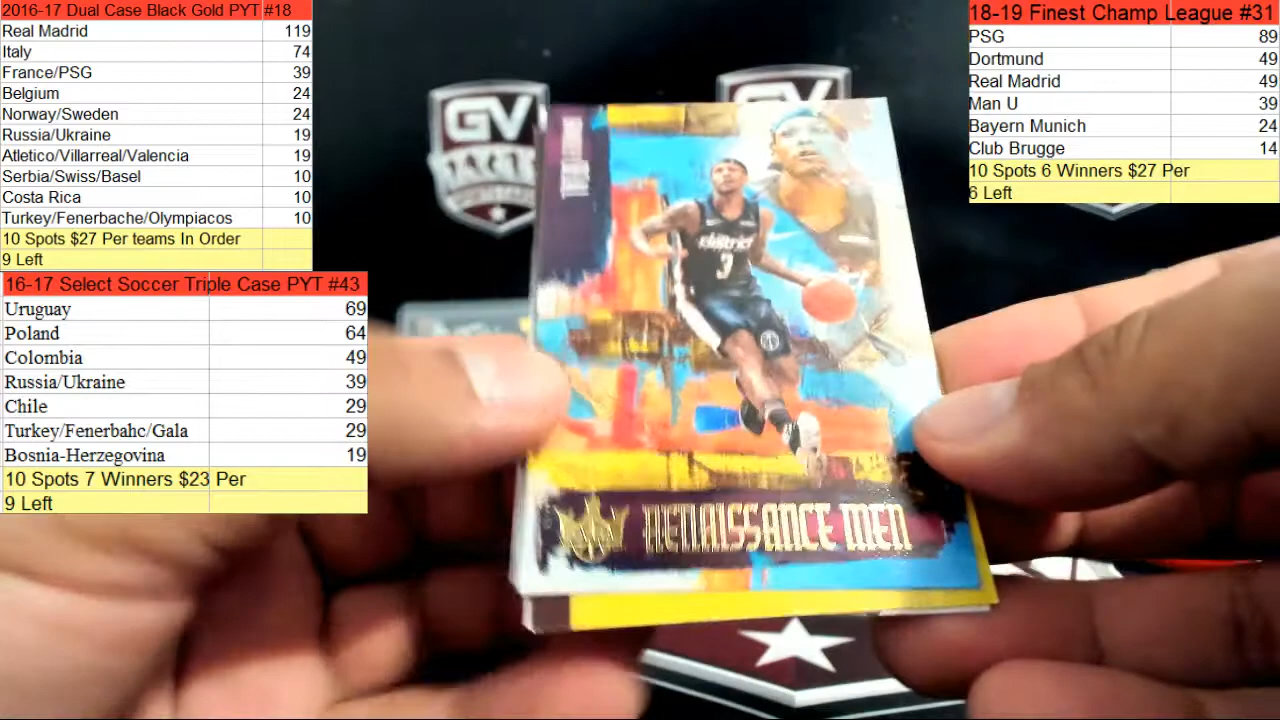 2016-17 Dual Case Black Gold PYT #18
Real Madrid 119
Italy 74
France/PSG 39
Belgium 24
Norway/Sweden 24
Russia/Ukraine 19
Atletico/Villarreal/Valencia 19
Serbia/Swiss/Basel 10
Costa Rica 10
Turkey/Fenerbache/Olympiacos 10
10 Spots $27 Per teams In Order
9 Left
16-17 Select Soccer Triple Case PYT #43
Uruguay 69
Poland 64
Colombia 49
Russia/Ukraine 39
Chile 29
Turkey/Fenerbahc/Gala 29
Bosnia-Herzegovina 19
10 Spots 7 Winners $23 Per
9 Left
18-19 Finest Champ League #31
PSG 89
Dortmund 49
Real Madrid 49
Man U 39
Bayern Munich 24
Club Brugge 14
10 Spots 6 Winners $27 Per
6 Left
GV
GV
District
3
RENAISSANCE MEN